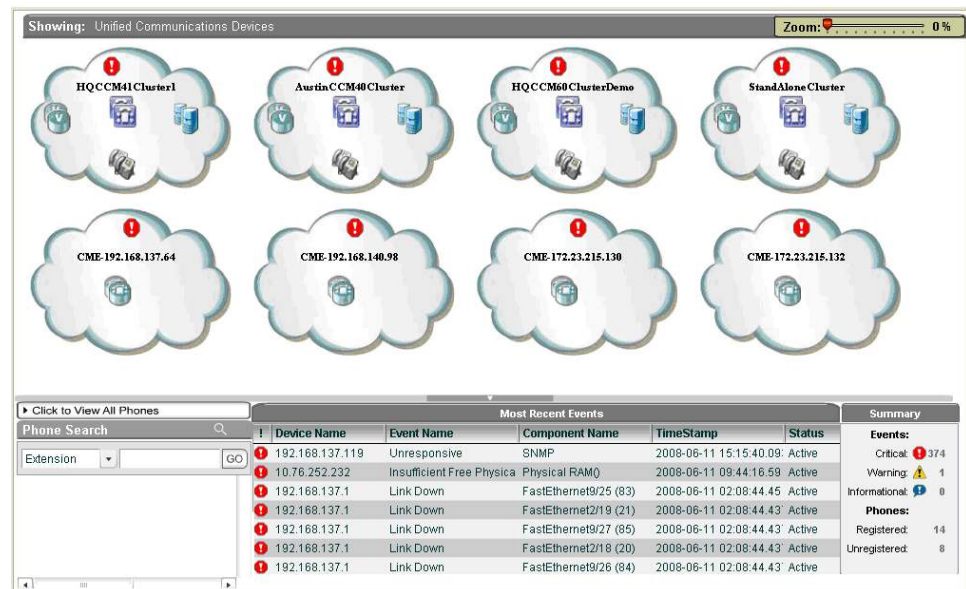 Showing: Unified Communications Devices
Zoom: 0 %
HQCCM41Cluster1
AustinCCM40Cluster
HQCCM60ClusterDemo
StandAloneCluster
CME-192.168.137.64
CME-192.168.140.98
CME-172.23.215.130
CME-172.23.215.132
Click to View All Phones
Phone Search
Extension GO
Most Recent Events
! Device Name Event Name Component Name TimeStamp Status
192.168.137.119 Unresponsive SNMP 2008-06-11 15:15:40.09 Active
10.76.252.232 Insufficient Free Physica Physical RAM() 2008-06-11 09:44:16.59 Active
192.168.137.1 Link Down FastEthernet9/25 (83) 2008-06-11 02:08:44.45 Active
192.168.137.1 Link Down FastEthernet2/19 (21) 2008-06-11 02:08:44.43 Active
192.168.137.1 Link Down FastEthernet9/27 (85) 2008-06-11 02:08:44.43 Active
192.168.137.1 Link Down FastEthernet2/18 (20) 2008-06-11 02:08:44.43 Active
192.168.137.1 Link Down FastEthernet9/26 (84) 2008-06-11 02:08:44.43 Active
Summary
Events:
Critical: 374
Warning: 1
Informational: 0
Phones:
Registered: 14
Unregistered: 8